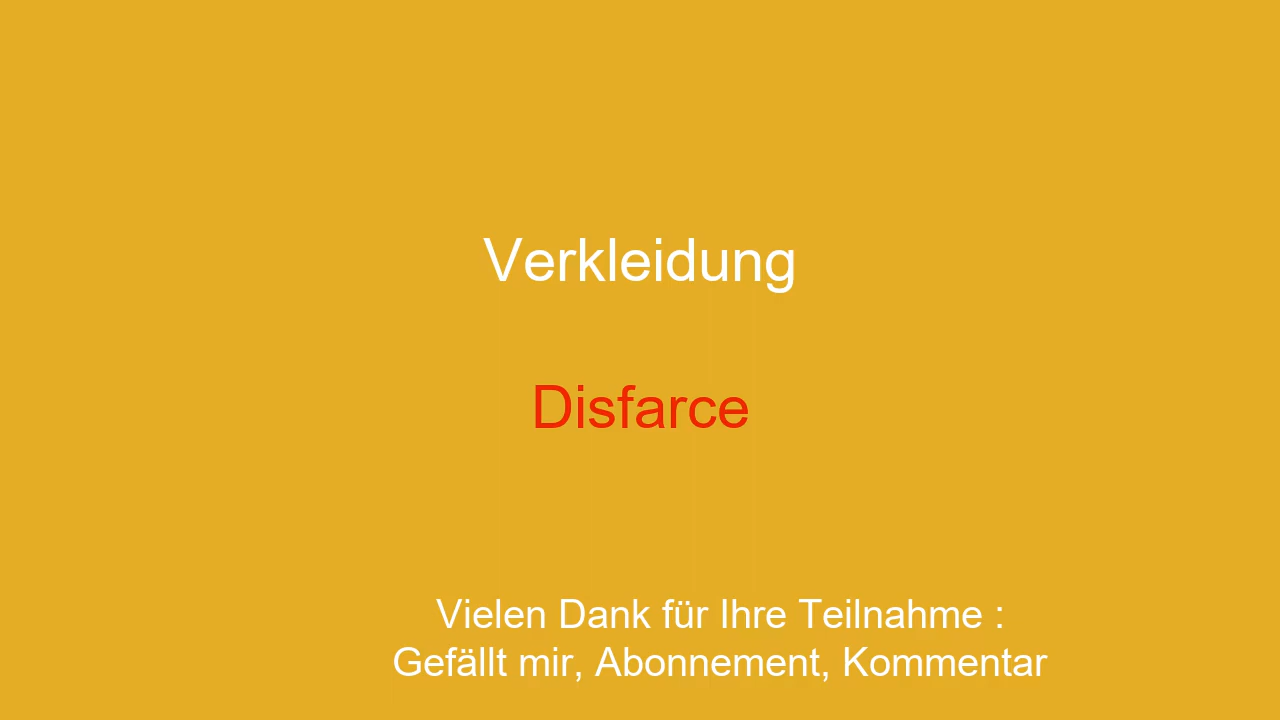 Verkleidung
Disfarce
Vielen Dank für Ihre Teilnahme :
Gefällt mir, Abonnement, Kommentar